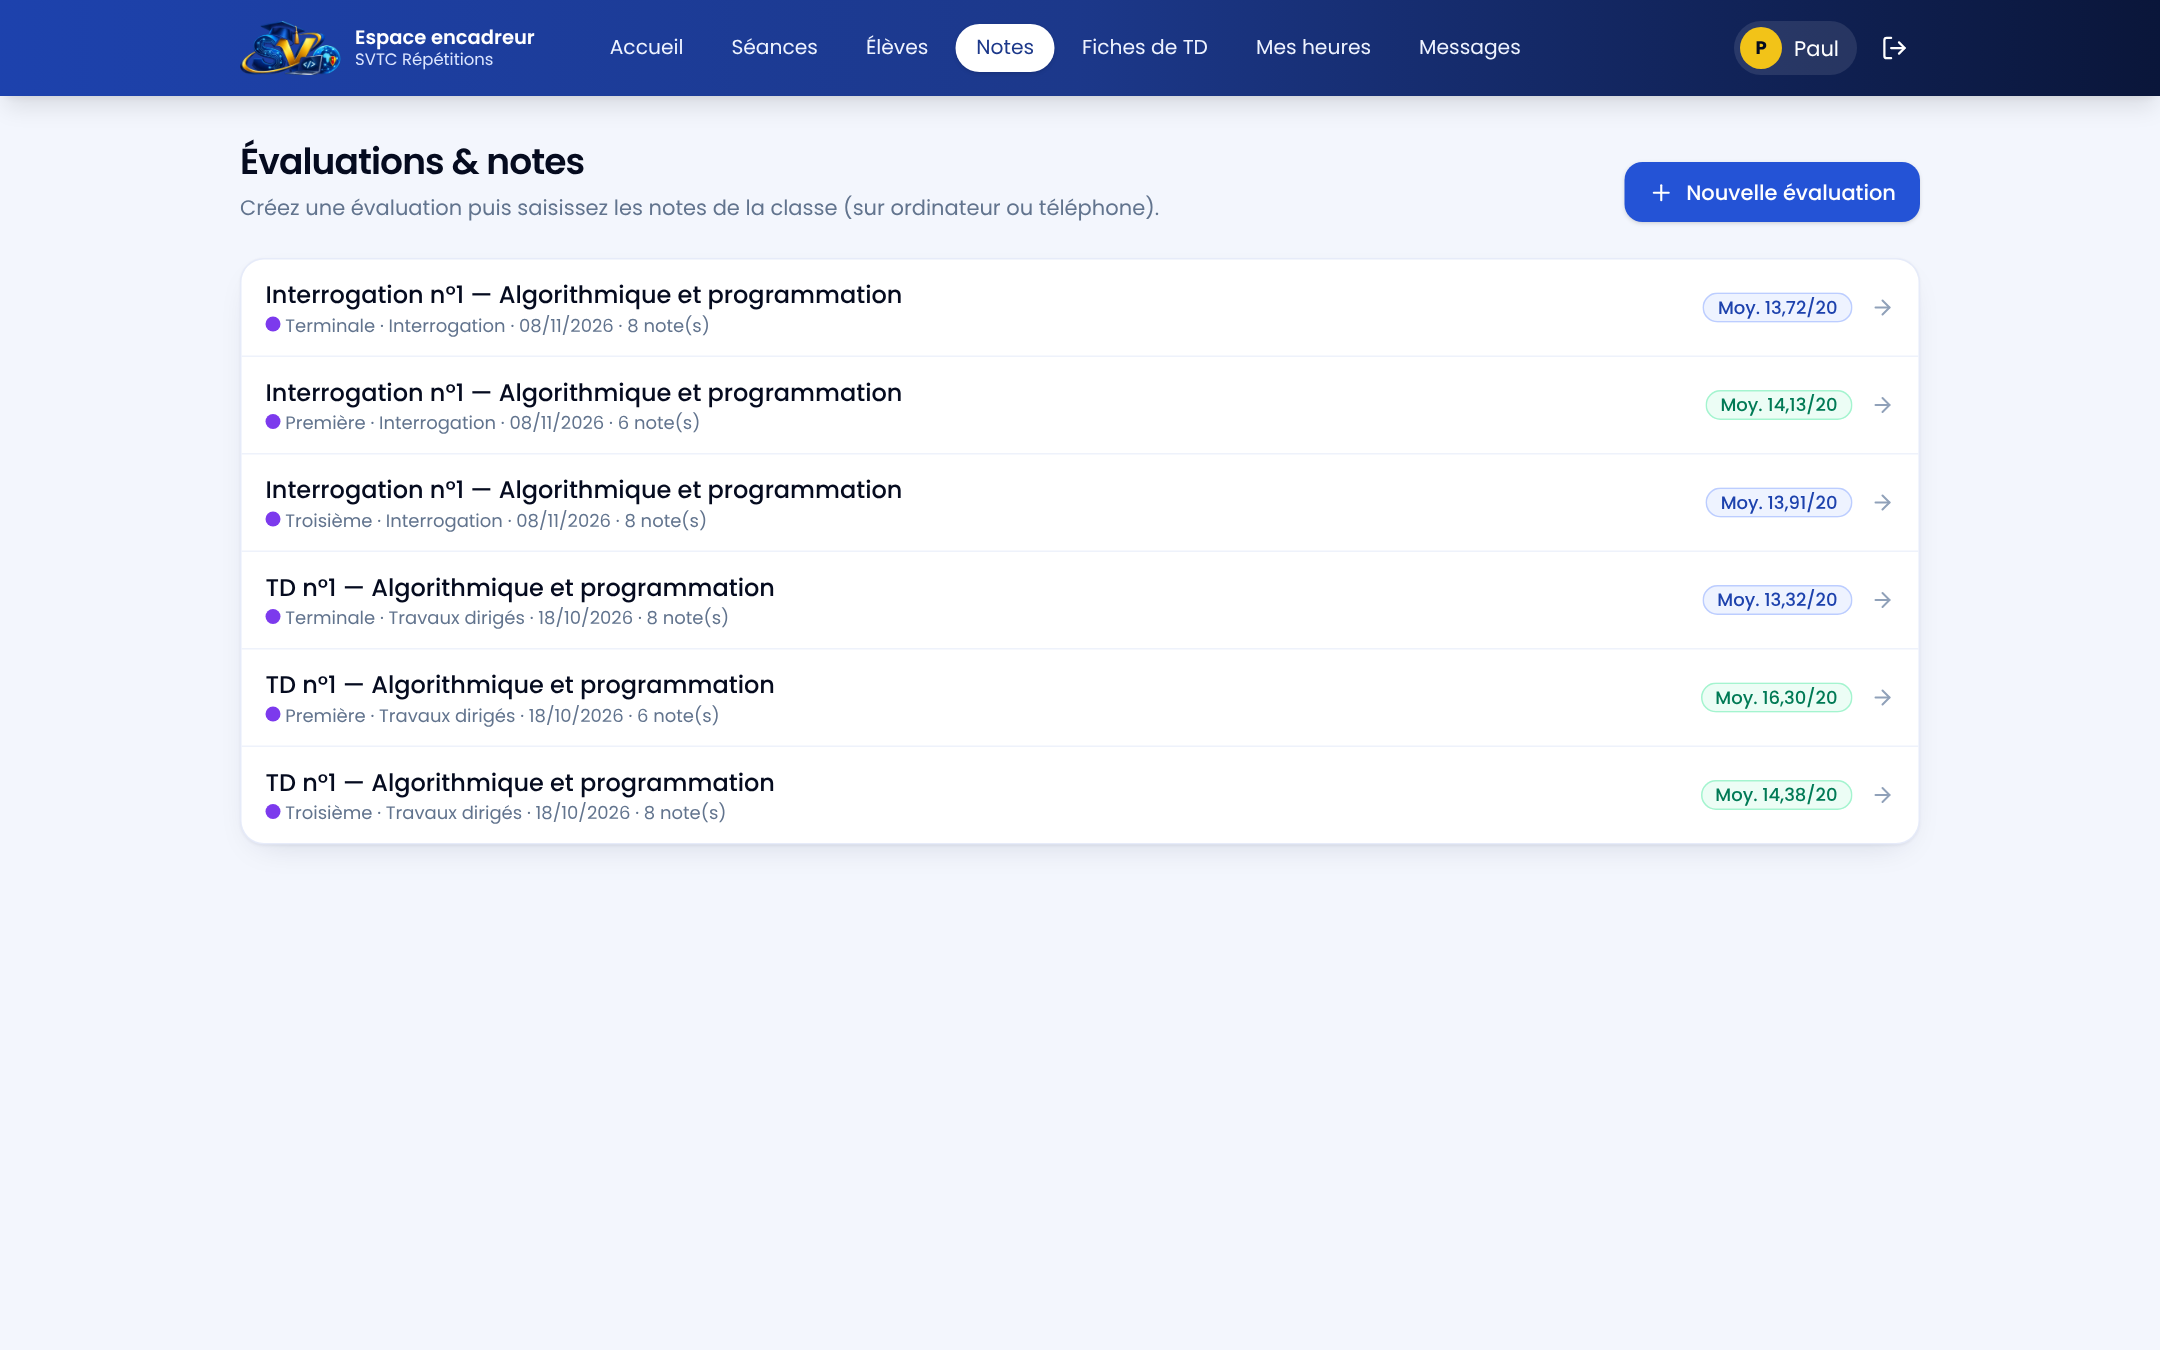 Espace encadreur
SVTC Répétitions
Accueil
Séances
Élèves
Notes
Fiches de TD
Mes heures
Messages
P
Paul
Évaluations & notes
Créez une évaluation puis saisissez les notes de la classe (sur ordinateur ou téléphone).
+ Nouvelle évaluation
Interrogation n°1 — Algorithmique et programmation
Terminale · Interrogation · 08/11/2026 · 8 note(s)
Moy. 13,72/20
Interrogation n°1 — Algorithmique et programmation
Première · Interrogation · 08/11/2026 · 6 note(s)
Moy. 14,13/20
Interrogation n°1 — Algorithmique et programmation
Troisième · Interrogation · 08/11/2026 · 8 note(s)
Moy. 13,91/20
TD n°1 — Algorithmique et programmation
Terminale · Travaux dirigés · 18/10/2026 · 8 note(s)
Moy. 13,32/20
TD n°1 — Algorithmique et programmation
Première · Travaux dirigés · 18/10/2026 · 6 note(s)
Moy. 16,30/20
TD n°1 — Algorithmique et programmation
Troisième · Travaux dirigés · 18/10/2026 · 8 note(s)
Moy. 14,38/20